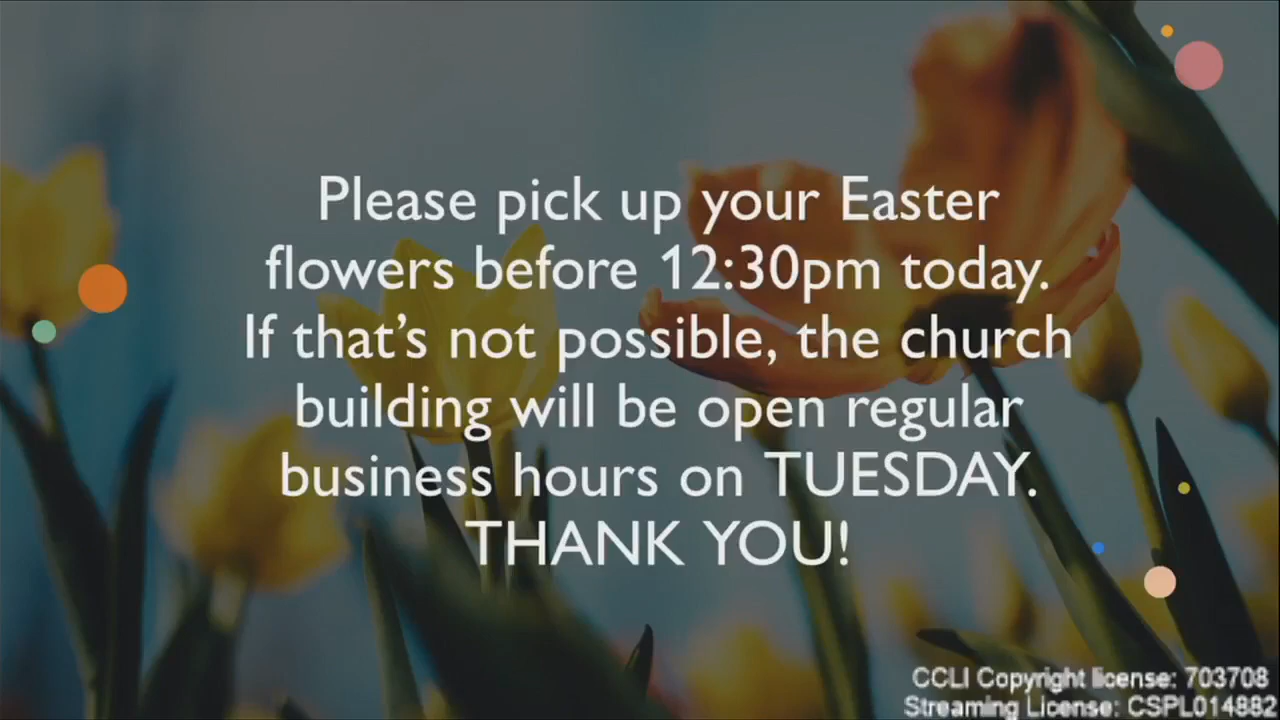 Please pick up your Easter
flowers before 12:30pm today.
If that’s not possible, the church
building will be open regular
business hours on TUESDAY.
THANK YOU!
CCLI Copyright license: 703708
Streaming License: CSPL014882